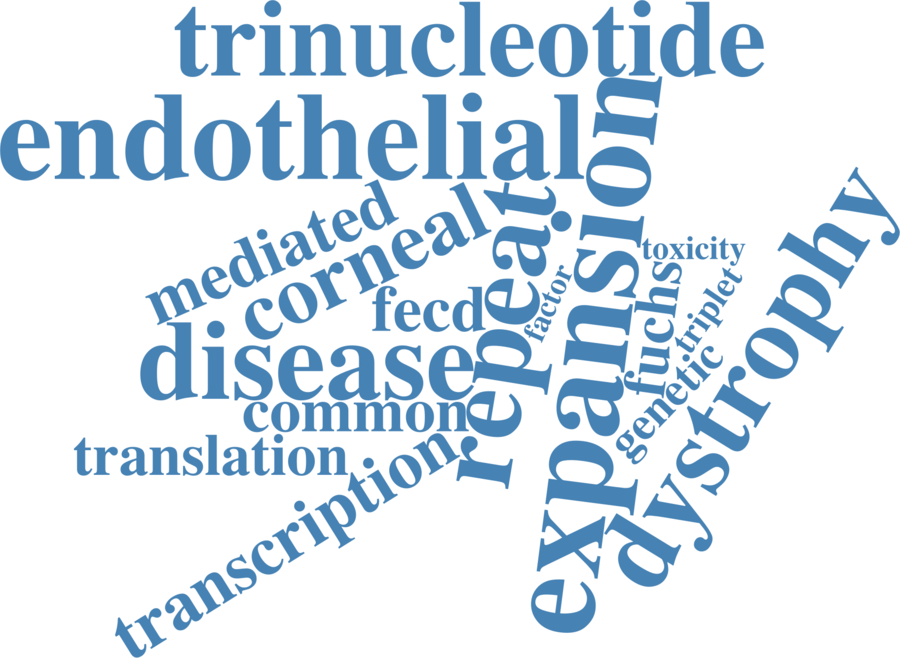 trinucleotide
endothelial
expansion
mediated
corneal
repeat
dystrophy
toxicity
fecd
factor
fuchs
triplet
disease
genetic
common
translation
transcription